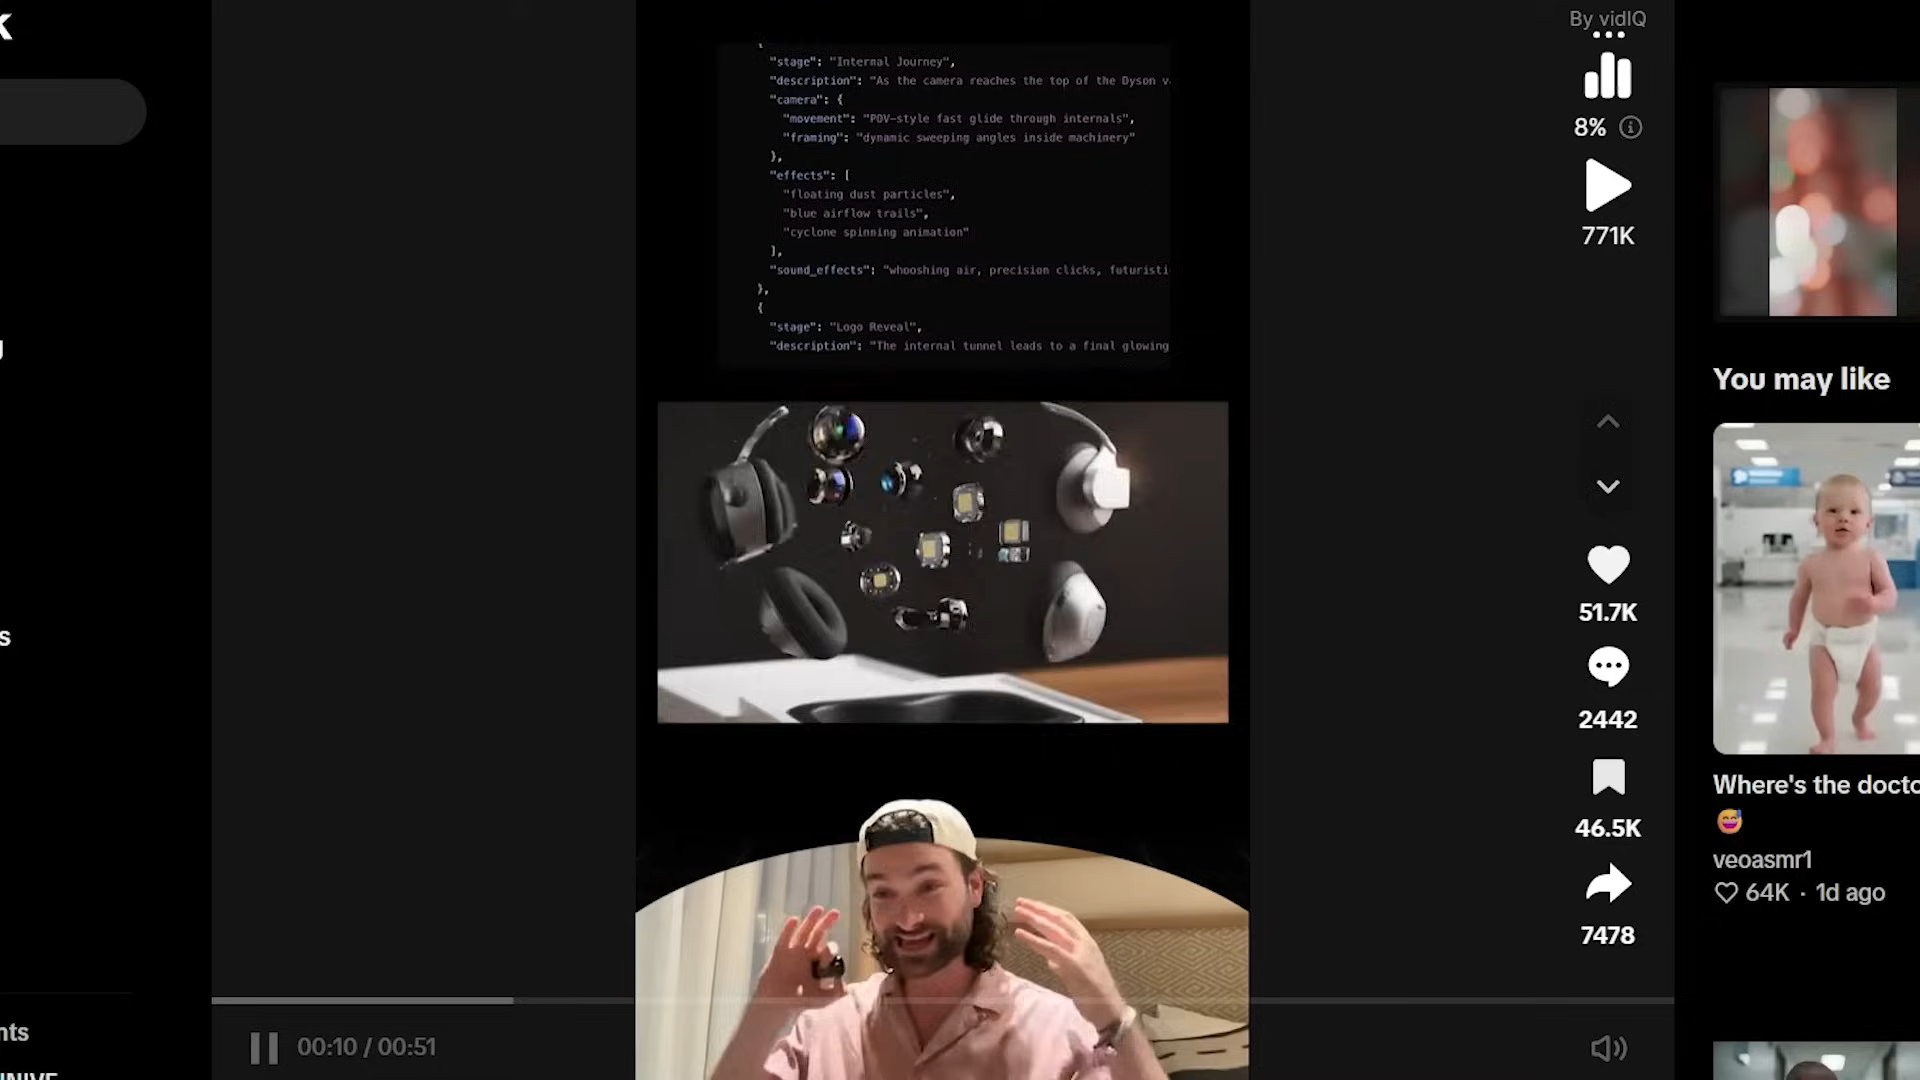 By vidIQ
"stage": "Internal Journey",
"description": "As the camera reaches the top of the Dyson v
"camera": {
"movement": "POV-style fast glide through internals",
"framing": "dynamic sweeping angles inside machinery"
},
"effects": [
"floating dust particles",
"blue airflow trails",
"cyclone spinning animation"
],
"sound_effects": "whooshing air, precision clicks, futuristi
},
{
"stage": "Logo Reveal",
"description": "The internal tunnel leads to a final glowing
8%
771K
51.7K
2442
46.5K
7478
00:10 / 00:51
You may like
Where's the docto
😅
veoasmr1
64K · 1d ago
k
s
nts